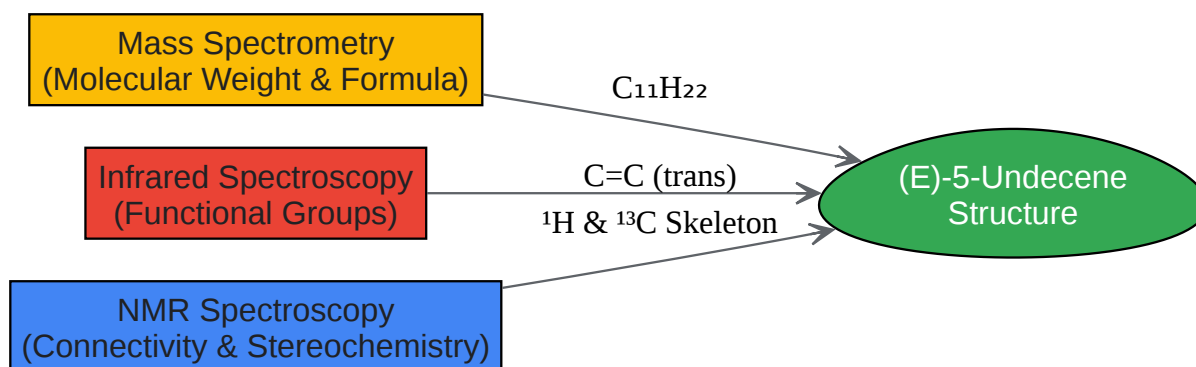 Mass Spectrometry
(Molecular Weight & Formula)
C₁₁H₂₂
Infrared Spectroscopy
(Functional Groups)
C=C (trans)
(E)-5-Undecene
Structure
¹H & ¹³C Skeleton
NMR Spectroscopy
(Connectivity & Stereochemistry)